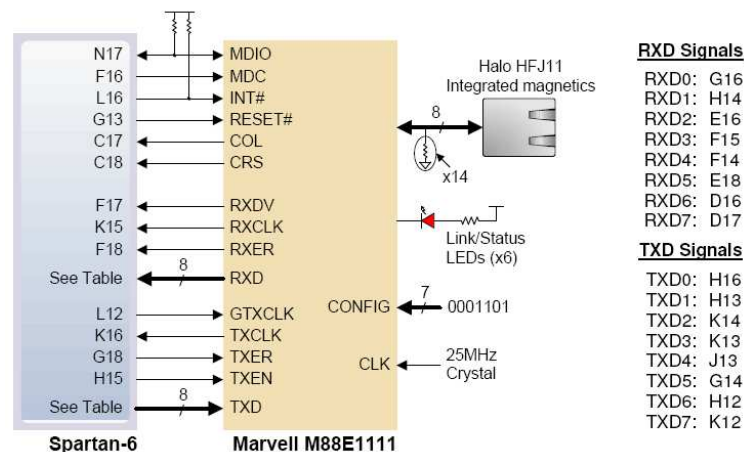 N17 MDIO
F16 MDC
L16 INT#
G13 RESET#
C17 COL
C18 CRS
F17 RXDV
K15 RXCLK
F18 RXER
See Table 8 RXD
L12 GTXCLK
K16 TXCLK
G18 TXER
H15 TXEN
See Table 8 TXD
Spartan-6
Marvell M88E1111
Halo HFJ11
Integrated magnetics
8
x14
Link/Status
LEDs (x6)
CONFIG 7 0001101
CLK 25MHz
Crystal
RXD Signals
RXD0: G16
RXD1: H14
RXD2: E16
RXD3: F15
RXD4: F14
RXD5: E18
RXD6: D16
RXD7: D17
TXD Signals
TXD0: H16
TXD1: H13
TXD2: K14
TXD3: K13
TXD4: J13
TXD5: G14
TXD6: H12
TXD7: K12